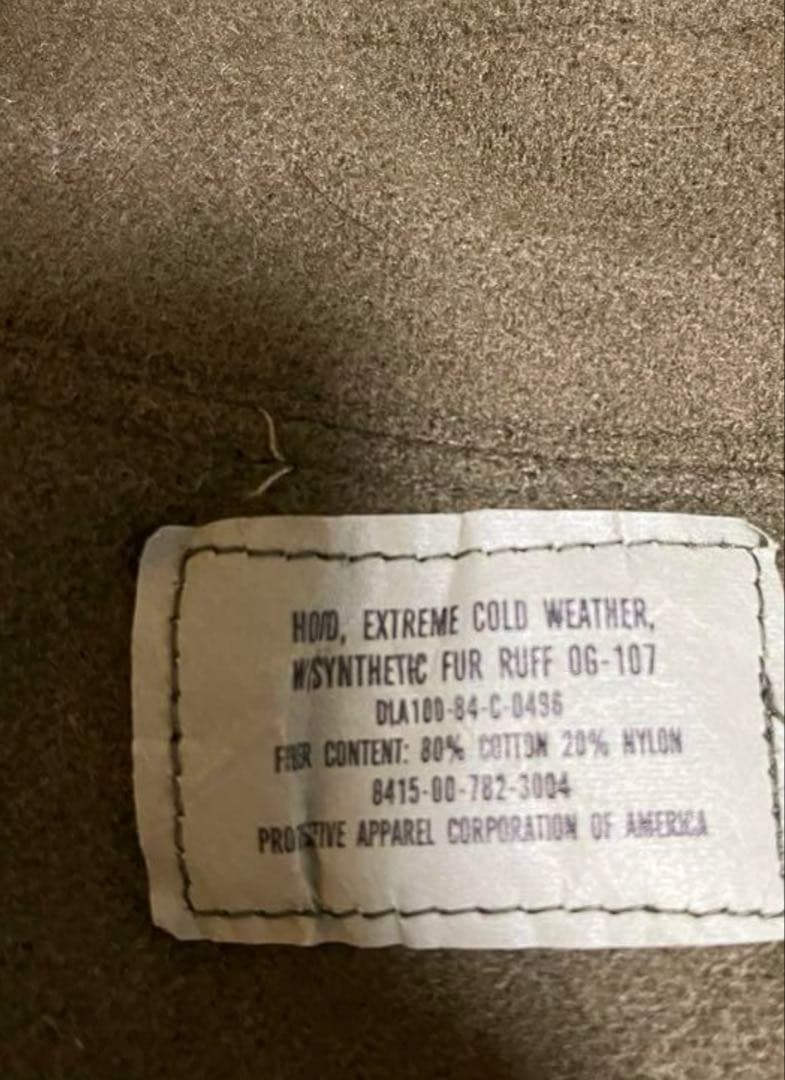 HOOD, EXTREME COLD WEATHER,
W/SYNTHETIC FUR RUFF OG-107
DLA100-84-C-0496
FIBER CONTENT: 80% COTTON 20% NYLON
8415-00-782-3004
PROTECTIVE APPAREL CORPORATION OF AMERICA